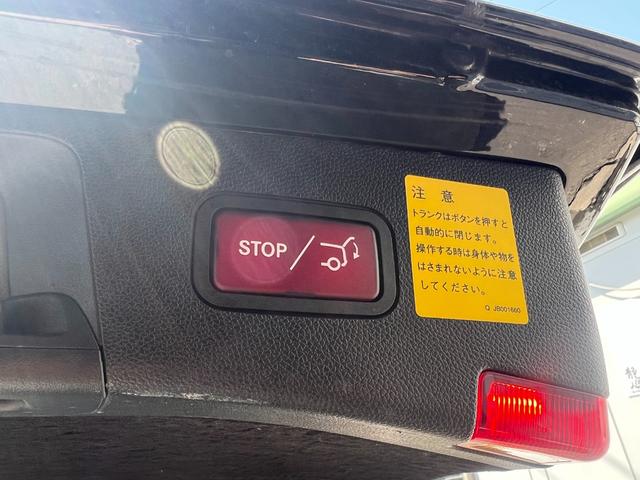 STOP/
注意
トランクはボタンを押すと
自動的に閉じます。
操作する時は身体や物を
はさまれないように注意
してください。
Q JB001660